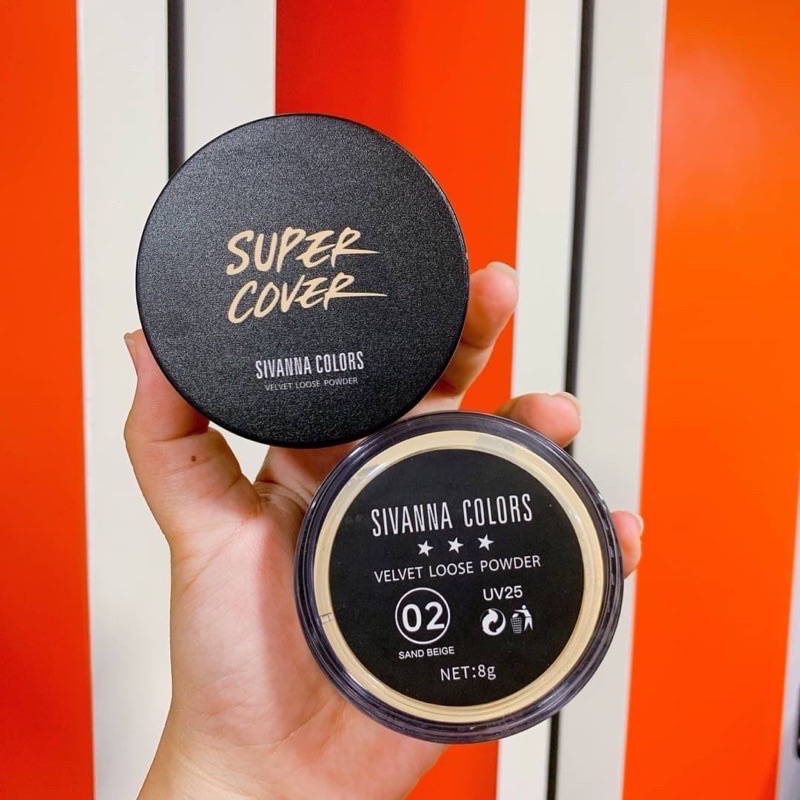 SUPER
COVER
SIVANNA COLORS
VELVET LOOSE POWDER
SIVANNA COLORS
VELVET LOOSE POWDER
02
SAND BEIGE
UV25
NET:8g